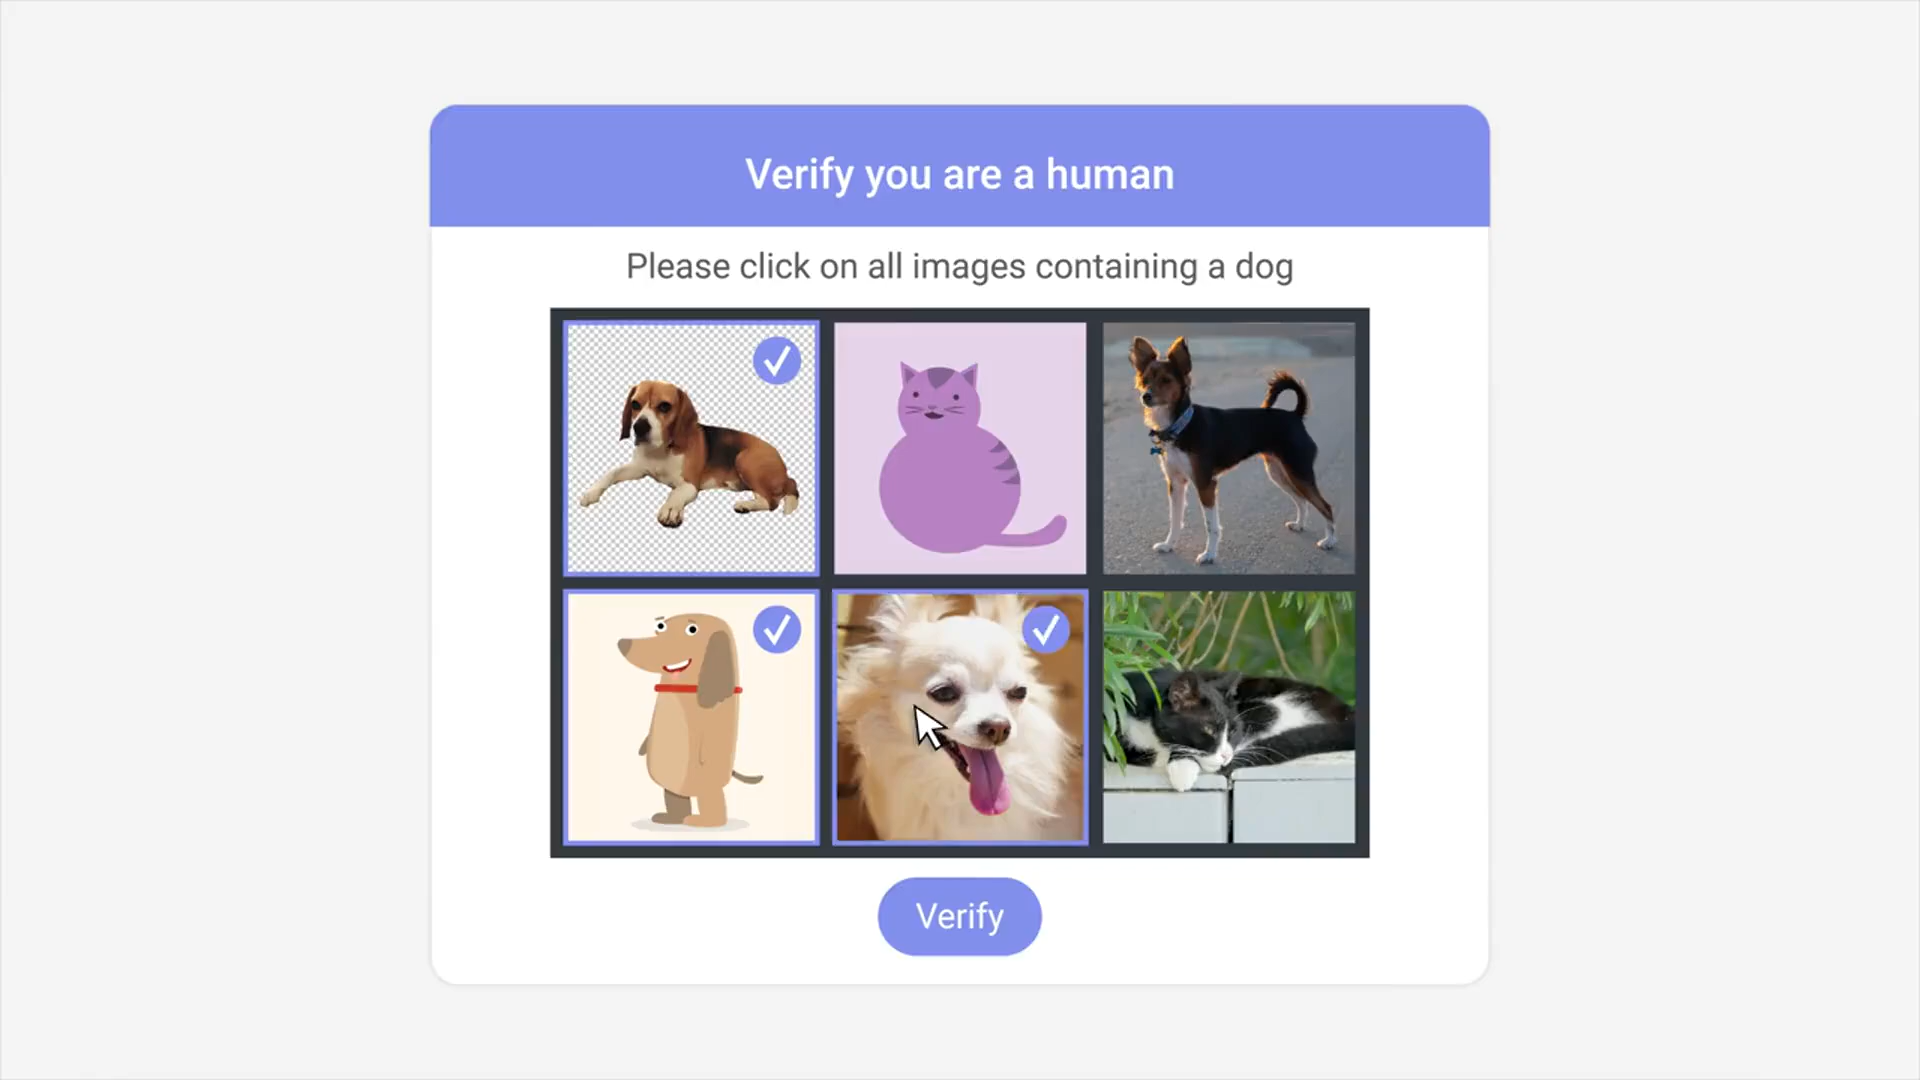 Verify you are a human
Please click on all images containing a dog
Verify